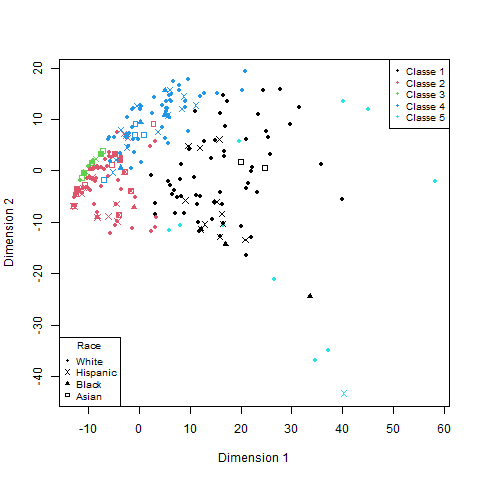 Classe 1
Classe 2
Classe 3
Classe 4
Classe 5
20
10
0
-10
-20
-30
-40
Dimension 2
Race
White
Hispanic
Black
Asian
-10 0 10 20 30 40 50 60
Dimension 1